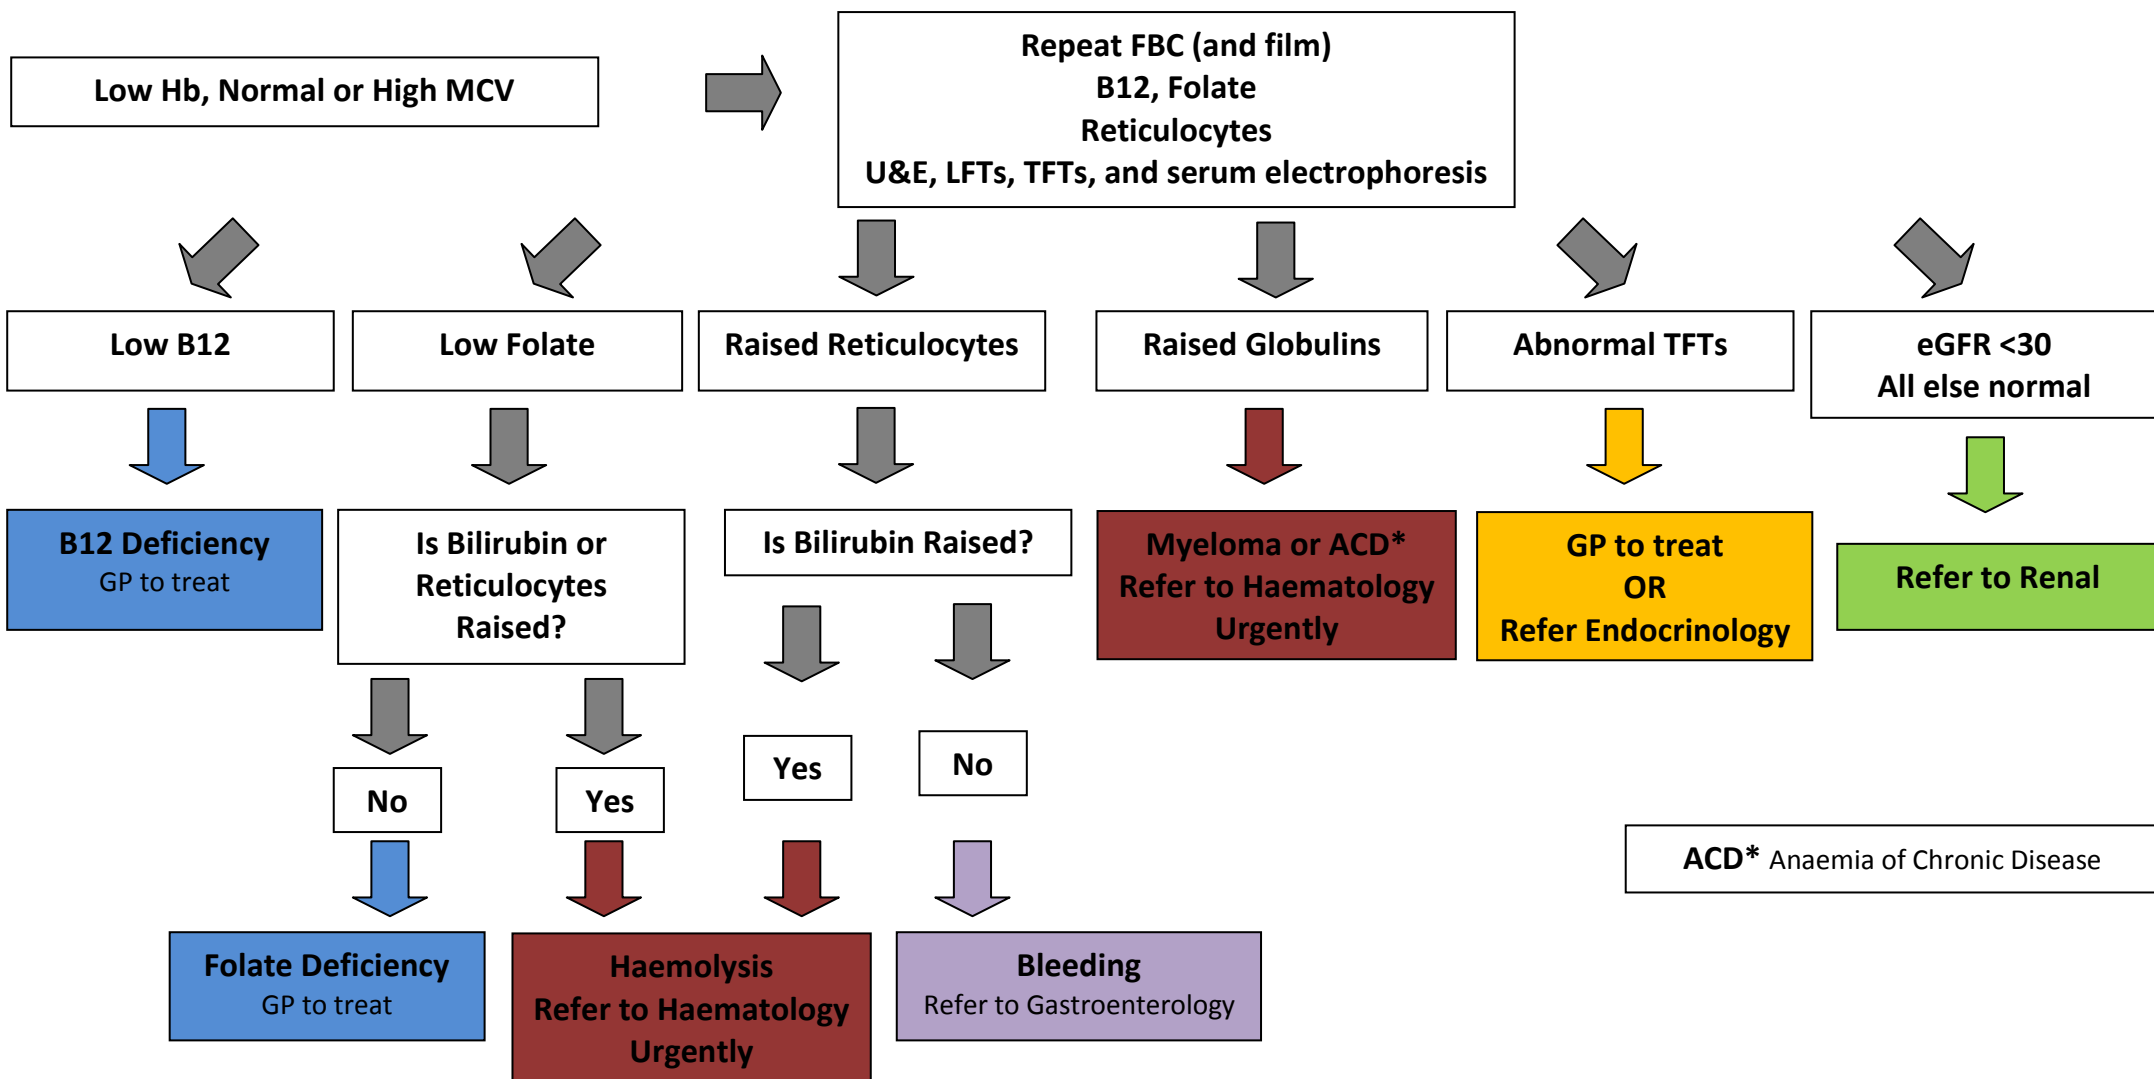 Low Hb, Normal or High MCV
Repeat FBC (and film)
B12, Folate
Reticulocytes
U&E, LFTs, TFTs, and serum electrophoresis
Low B12
Low Folate
Raised Reticulocytes
Raised Globulins
Abnormal TFTs
eGFR <30
All else normal
B12 Deficiency
GP to treat
Is Bilirubin or
Reticulocytes
Raised?
Is Bilirubin Raised?
Myeloma or ACD*
Refer to Haematology
Urgently
GP to treat
OR
Refer Endocrinology
Refer to Renal
No
Yes
Yes
No
ACD* Anaemia of Chronic Disease
Folate Deficiency
GP to treat
Haemolysis
Refer to Haematology
Urgently
Bleeding
Refer to Gastroenterology